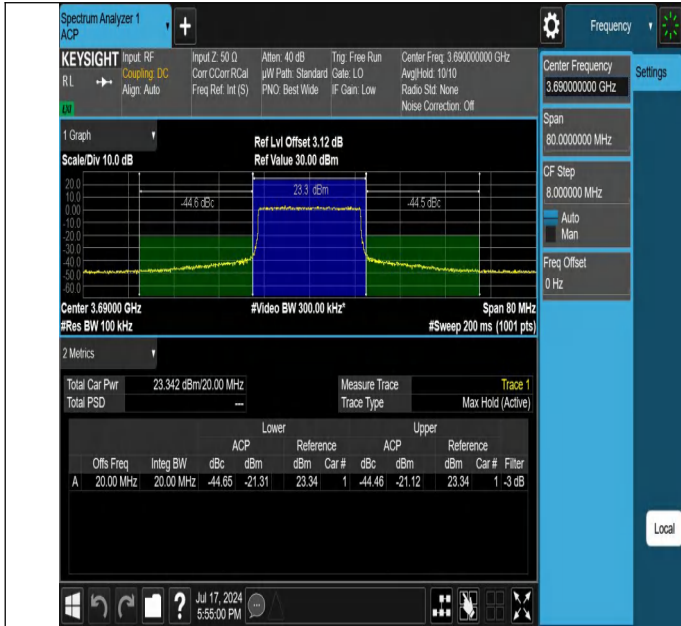 Spectrum Analyzer 1
ACP
+
Frequency
KEYSIGHT Input: RF Input Z: 50 Ω Atten: 40 dB Trig: Free Run Center Freq: 3.690000000 GHz
RL Coupling: DC Corr CCorr RCal µW Path: Standard Gate: LO Avg|Hold: 10/10
Align: Auto Freq Ref: Int (S) PNO: Best Wide IF Gain: Low Radio Std: None
Noise Correction: Off
LXI
Center Frequency
3.690000000 GHz
Settings
Span
80.0000000 MHz
CF Step
8.000000 MHz
Auto
Man
Freq Offset
0 Hz
Local
1 Graph
Ref Lvl Offset 3.12 dB
Scale/Div 10.0 dB Ref Value 30.00 dBm
20.0
10.0
0.00
-10.0
-20.0
-30.0
-40.0
-50.0
-60.0
-44.6 dBc 23.3 dBm -44.5 dBc
Center 3.69000 GHz #Video BW 300.00 kHz* Span 80 MHz
#Res BW 100 kHz #Sweep 200 ms (1001 pts)
2 Metrics
Total Car Pwr 23.342 dBm/20.00 MHz Measure Trace Trace 1
Total PSD --- Trace Type Max Hold (Active)
Lower Upper
ACP Reference ACP Reference
Offs Freq Integ BW dBc dBm dBm Car # dBc dBm dBm Car # Filter
A 20.00 MHz 20.00 MHz -44.65 -21.31 23.34 1 -44.46 -21.12 23.34 1 -3 dB
? Jul 17, 2024
5:55:00 PM